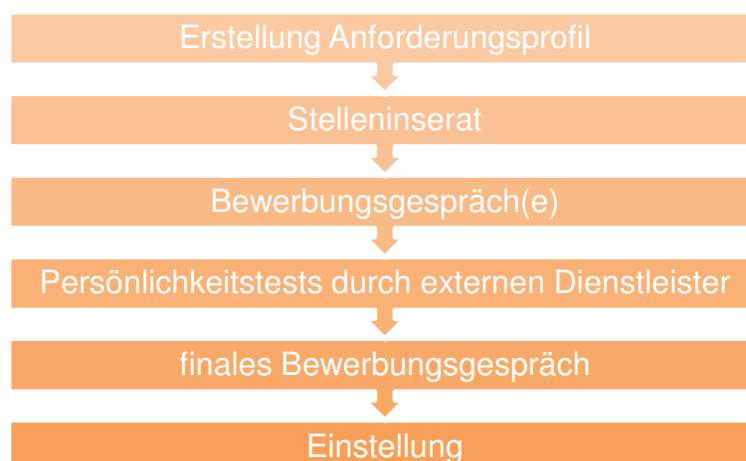 Erstellung Anforderungsprofil
Stelleninserat
Bewerbungsgespräch(e)
Persönlichkeitstests durch externen Dienstleister
finales Bewerbungsgespräch
Einstellung